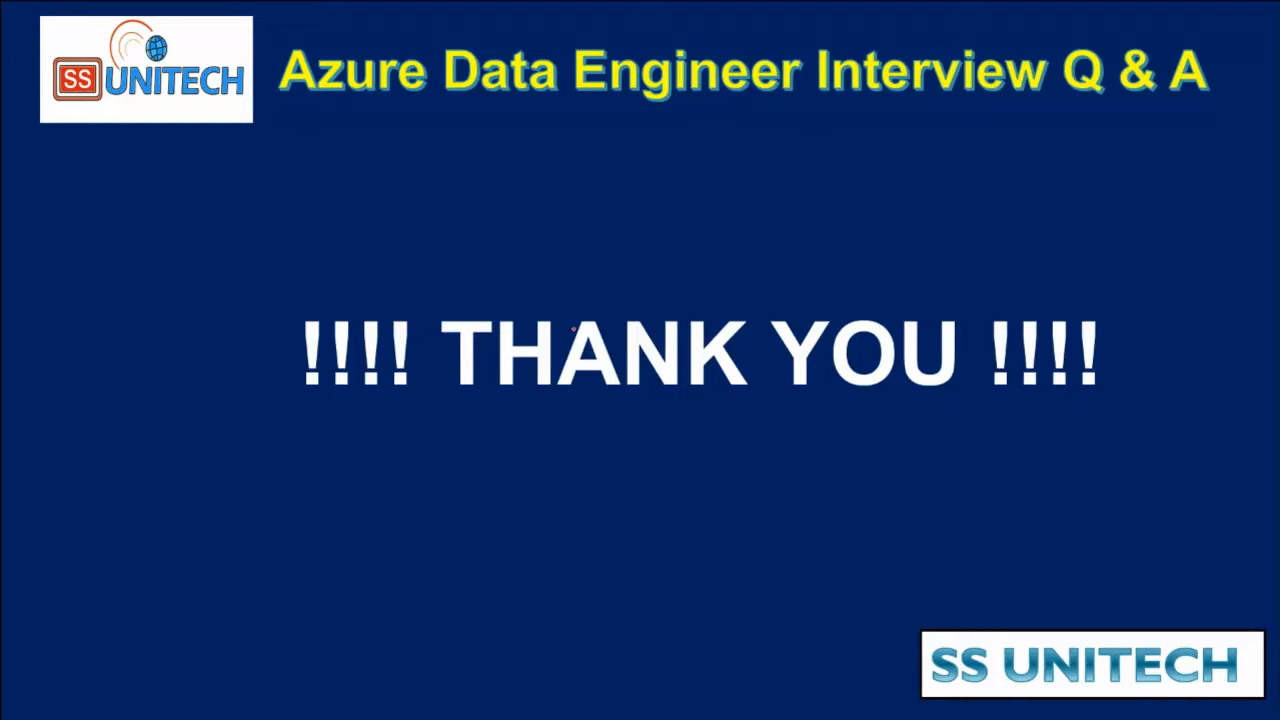 SS UNITECH
Azure Data Engineer Interview Q & A
!!!! THANK YOU !!!!
SS UNITECH